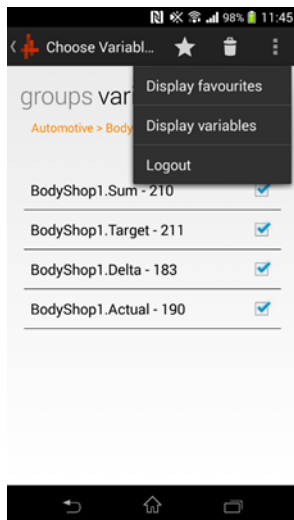 98% 11:45
Choose Variabl...
Display favourites
groups var
Automotive > Body
Display variables
Logout
BodyShop1.Sum - 210
BodyShop1.Target - 211
BodyShop1.Delta - 183
BodyShop1.Actual - 190